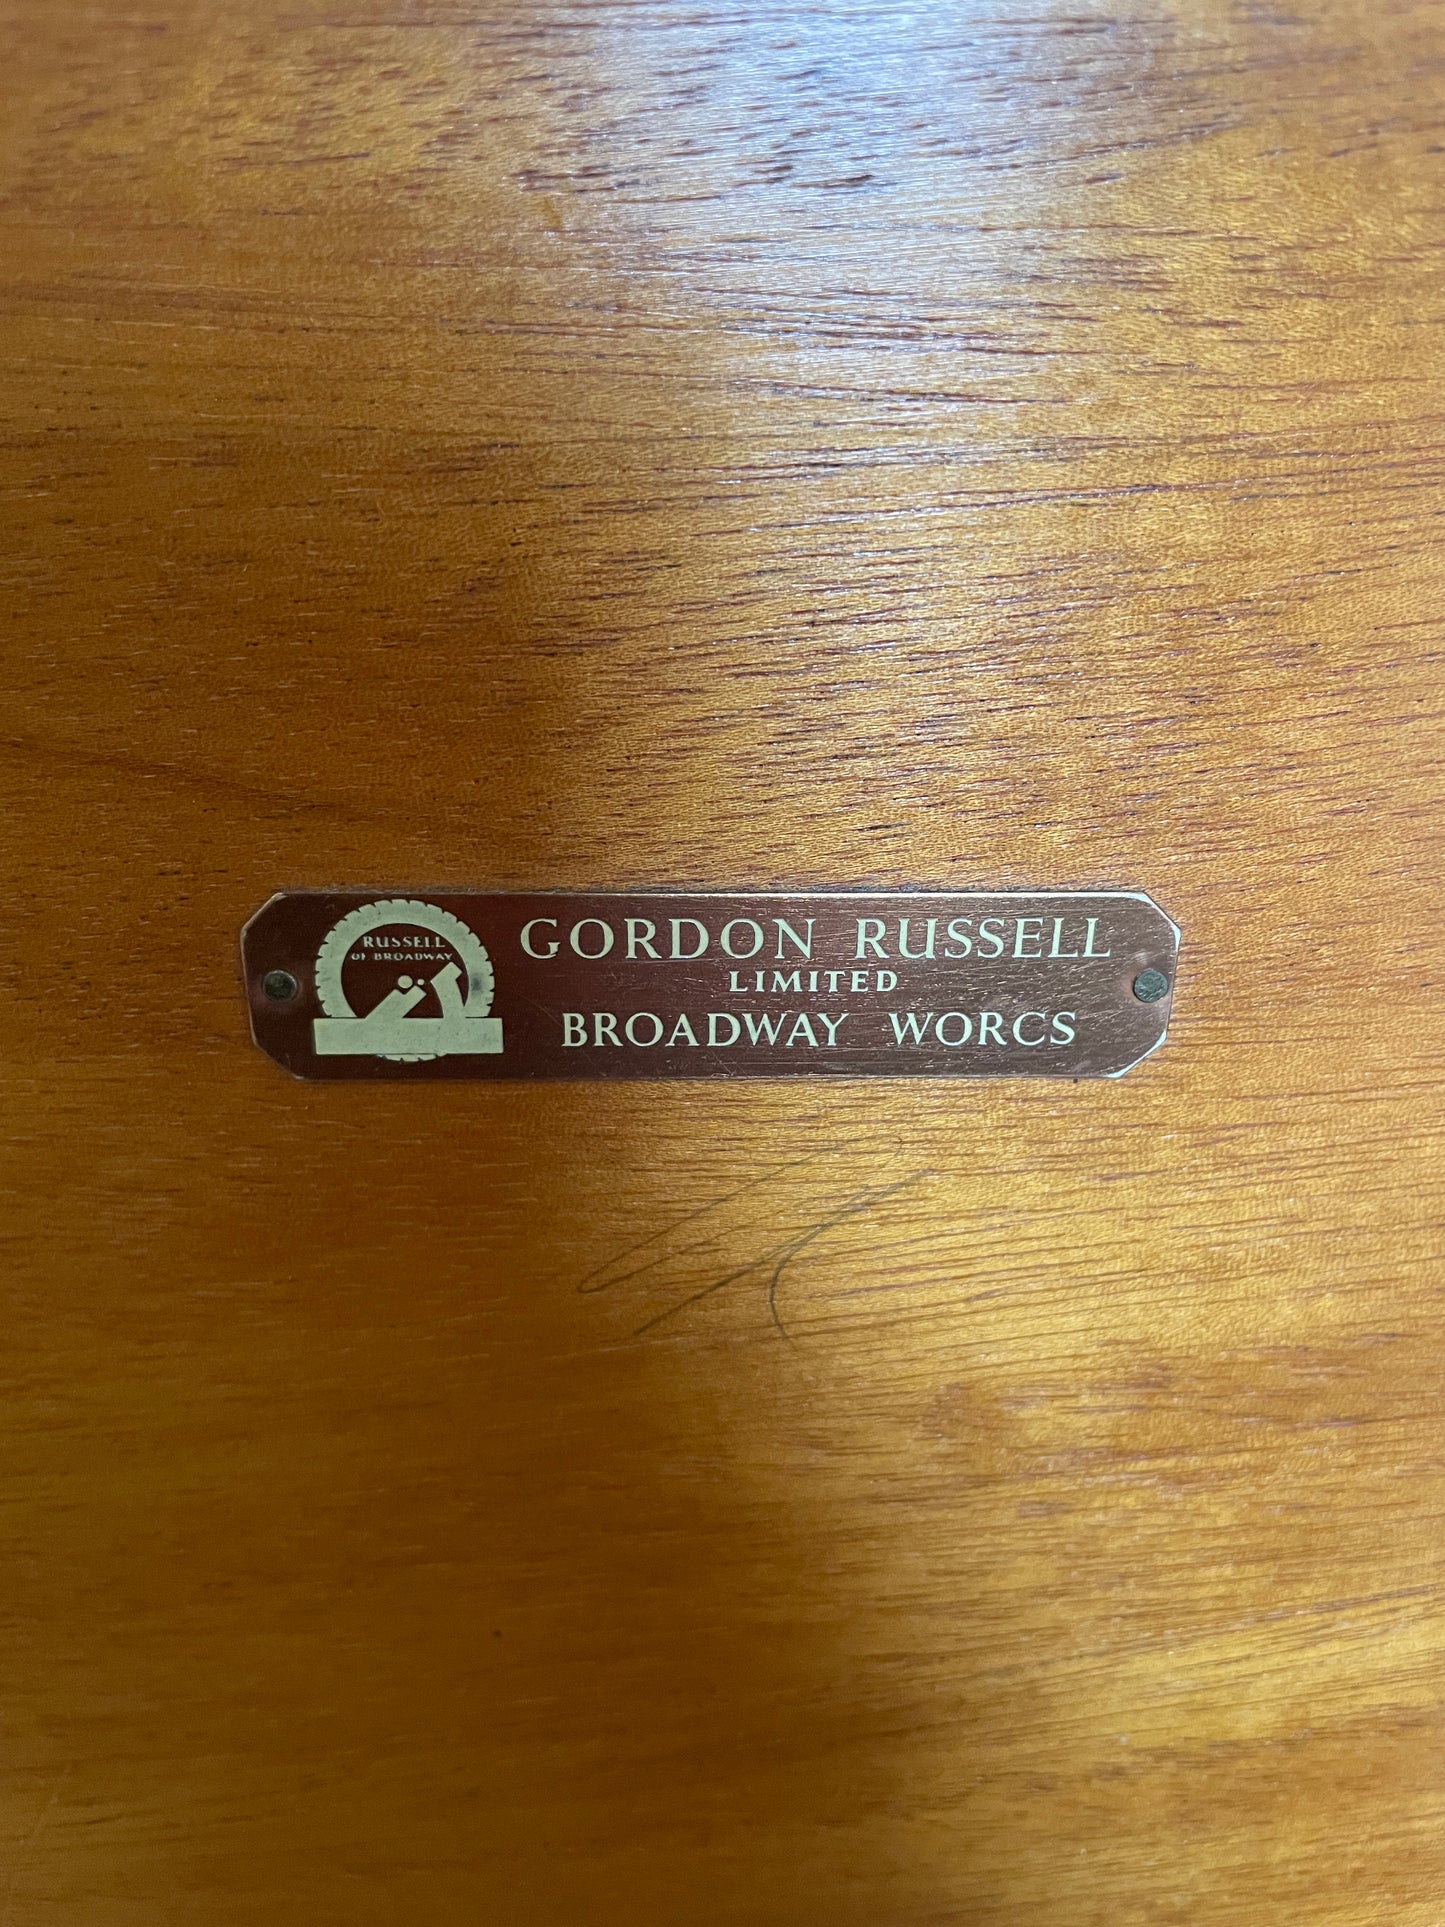 RUSSELL
OF BROADWAY
GORDON RUSSELL
LIMITED
BROADWAY WORCS